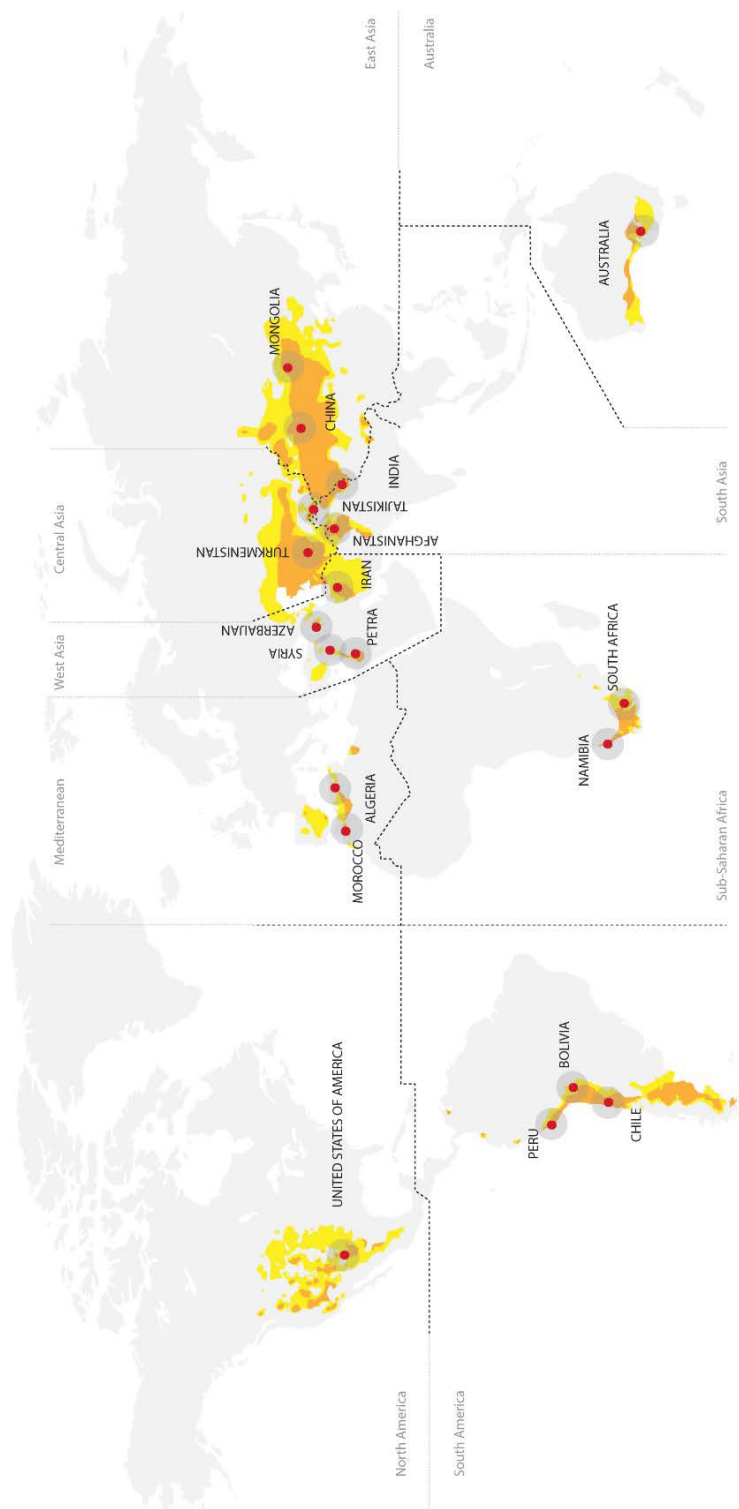 North America
South America
Mediterranean
Sub-Saharan Africa
West Asia
Central Asia
South Asia
East Asia
Australia
UNITED STATES OF AMERICA
PERU
BOLIVIA
CHILE
MOROCCO
ALGERIA
NAMIBIA
SOUTH AFRICA
SYRIA
PETRA
AZERBAIJAN
IRAN
TURKMENISTAN
AFGHANISTAN
TAJIKISTAN
INDIA
CHINA
MONGOLIA
AUSTRALIA